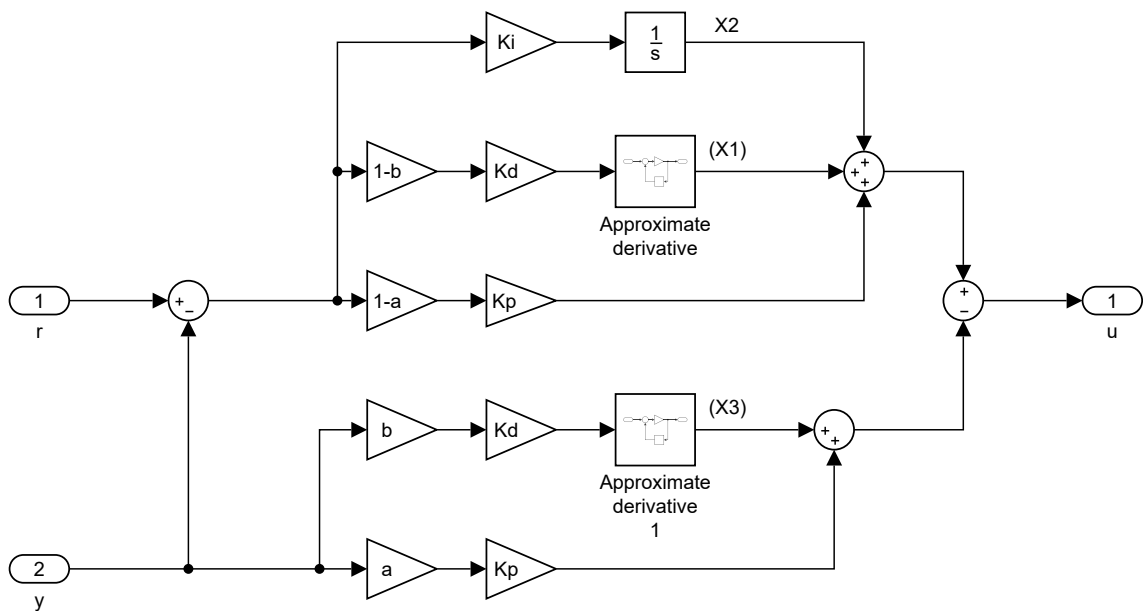 Ki
1
s
X2
1-b
Kd
(X1)
+
+
+
Approximate
derivative
1
r
+
−
1-a
Kp
+
−
1
u
b
Kd
(X3)
+
+
Approximate
derivative
1
2
y
a
Kp